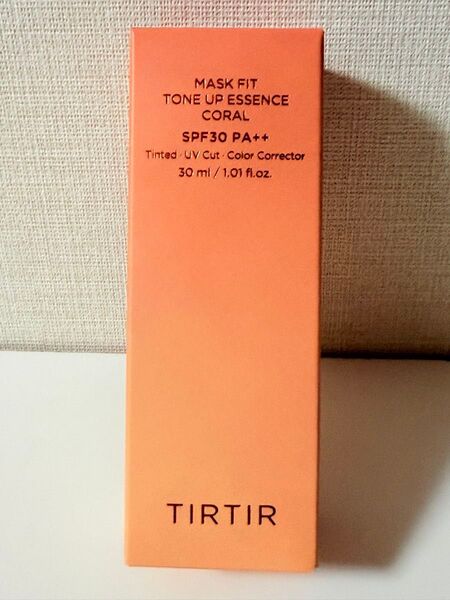 MASK FIT
TONE UP ESSENCE
CORAL
SPF30 PA++
Tinted · UV Cut · Color Corrector
30 ml / 1.01 fl.oz.
TIRTIR